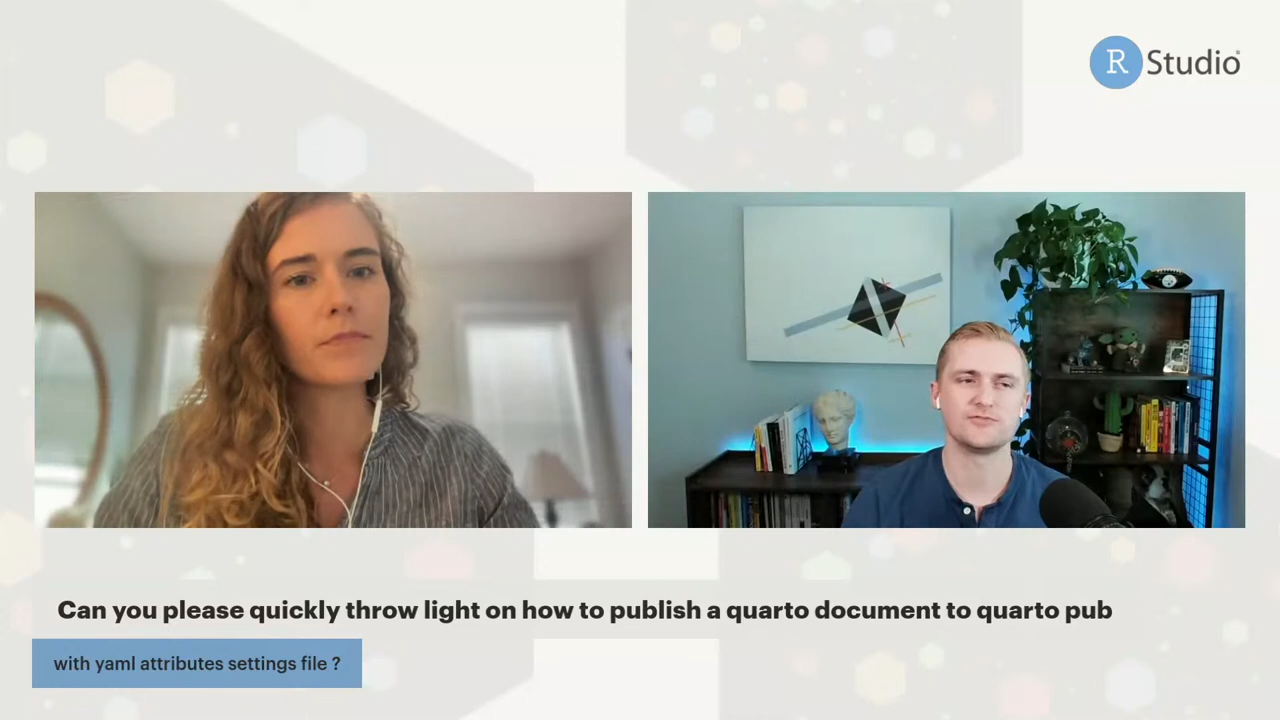 R Studio
Can you please quickly throw light on how to publish a quarto document to quarto pub
with yaml attributes settings file ?